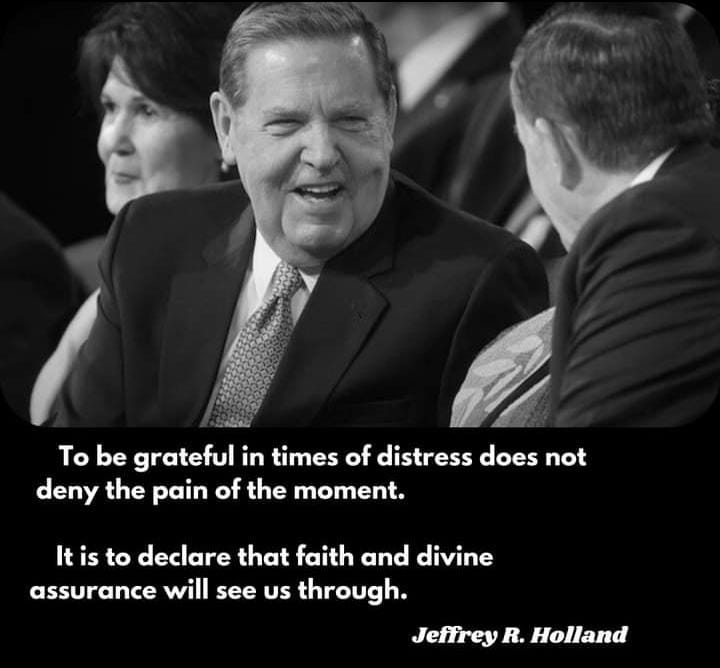 To be grateful in times of distress does not
deny the pain of the moment.
It is to declare that faith and divine
assurance will see us through.
Jeffrey R. Holland